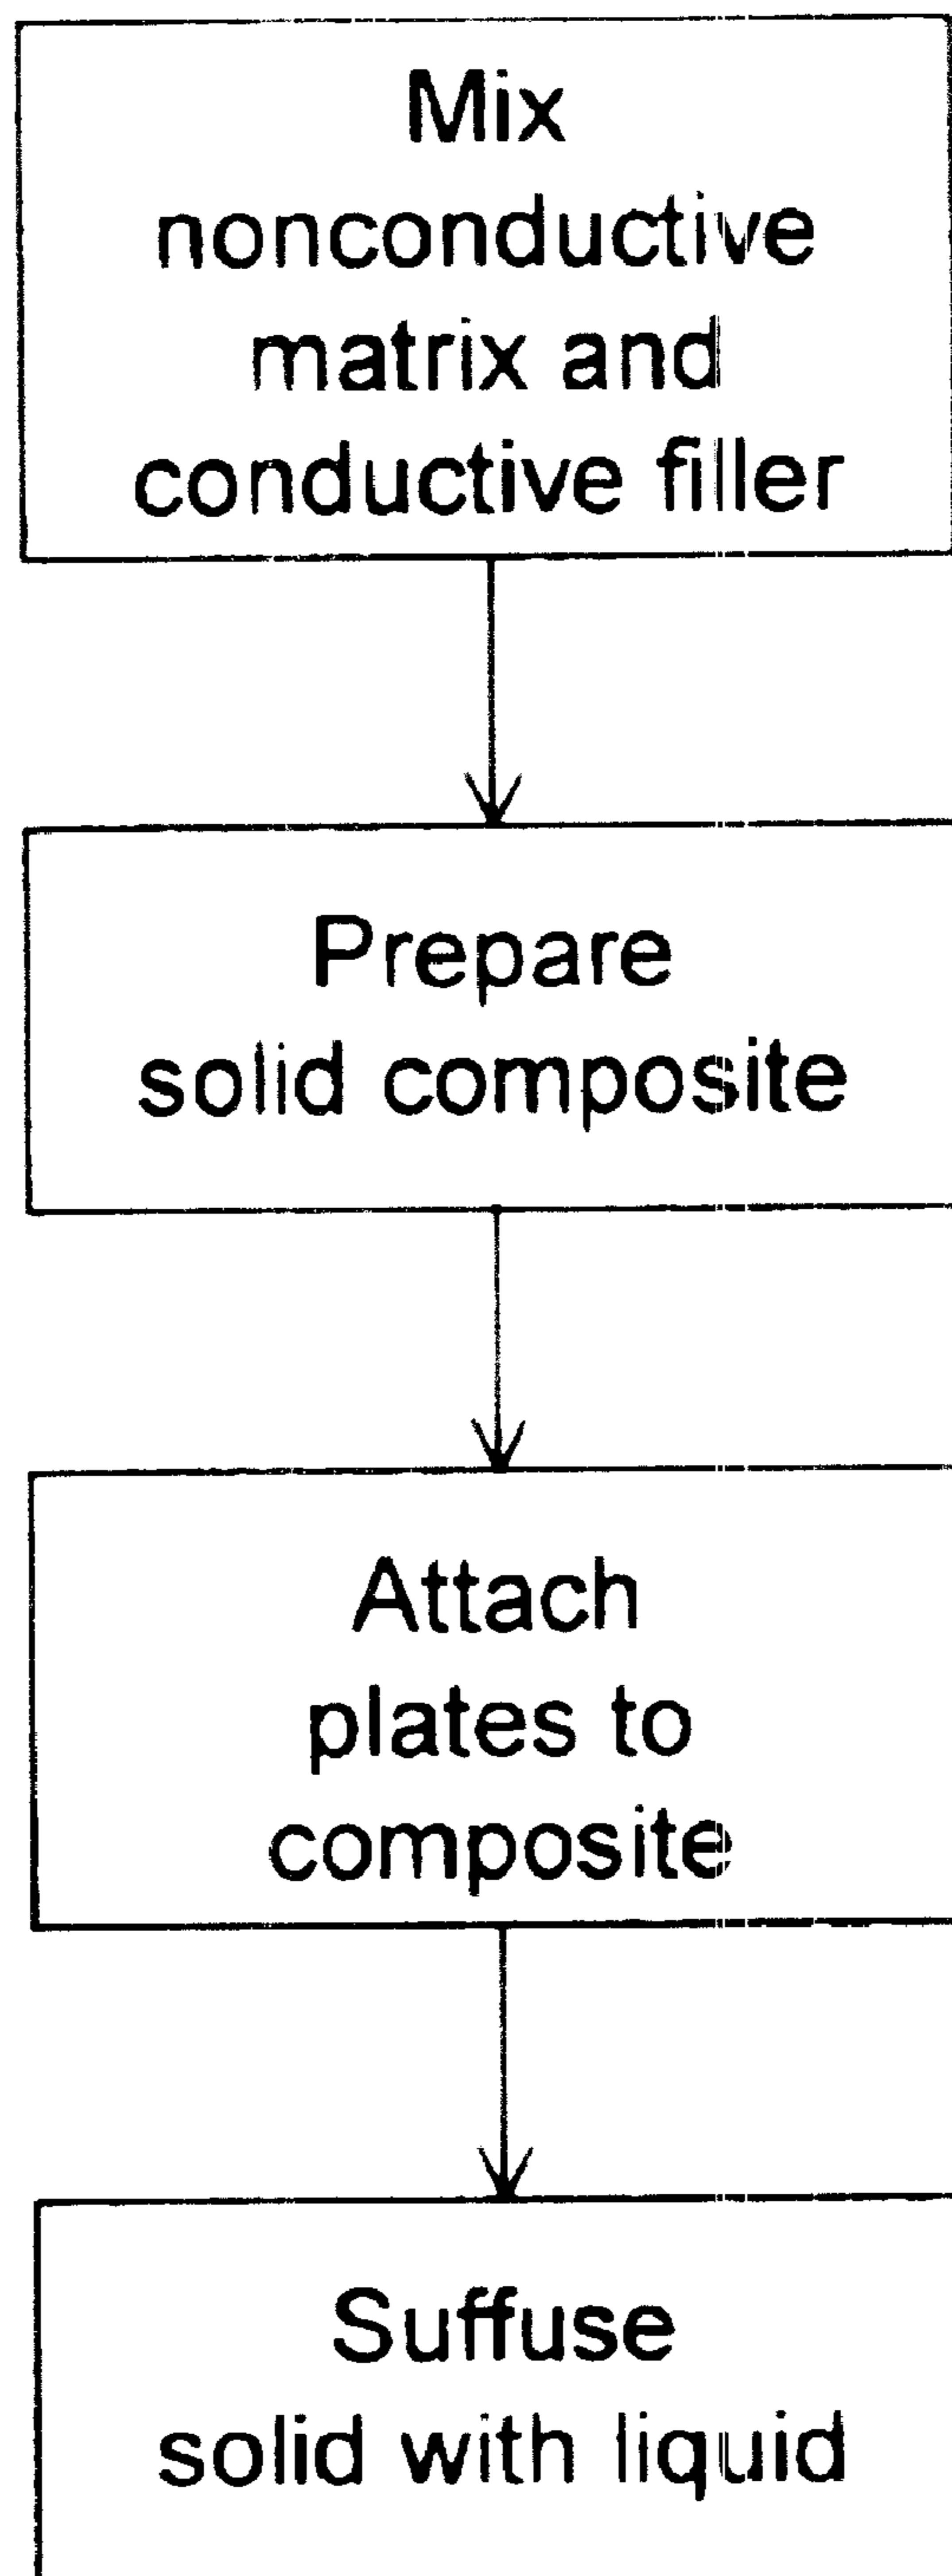 Mix
nonconductive
matrix and
conductive filler
Prepare
solid composite
Attach
plates to
composite
Suffuse
solid with liquid